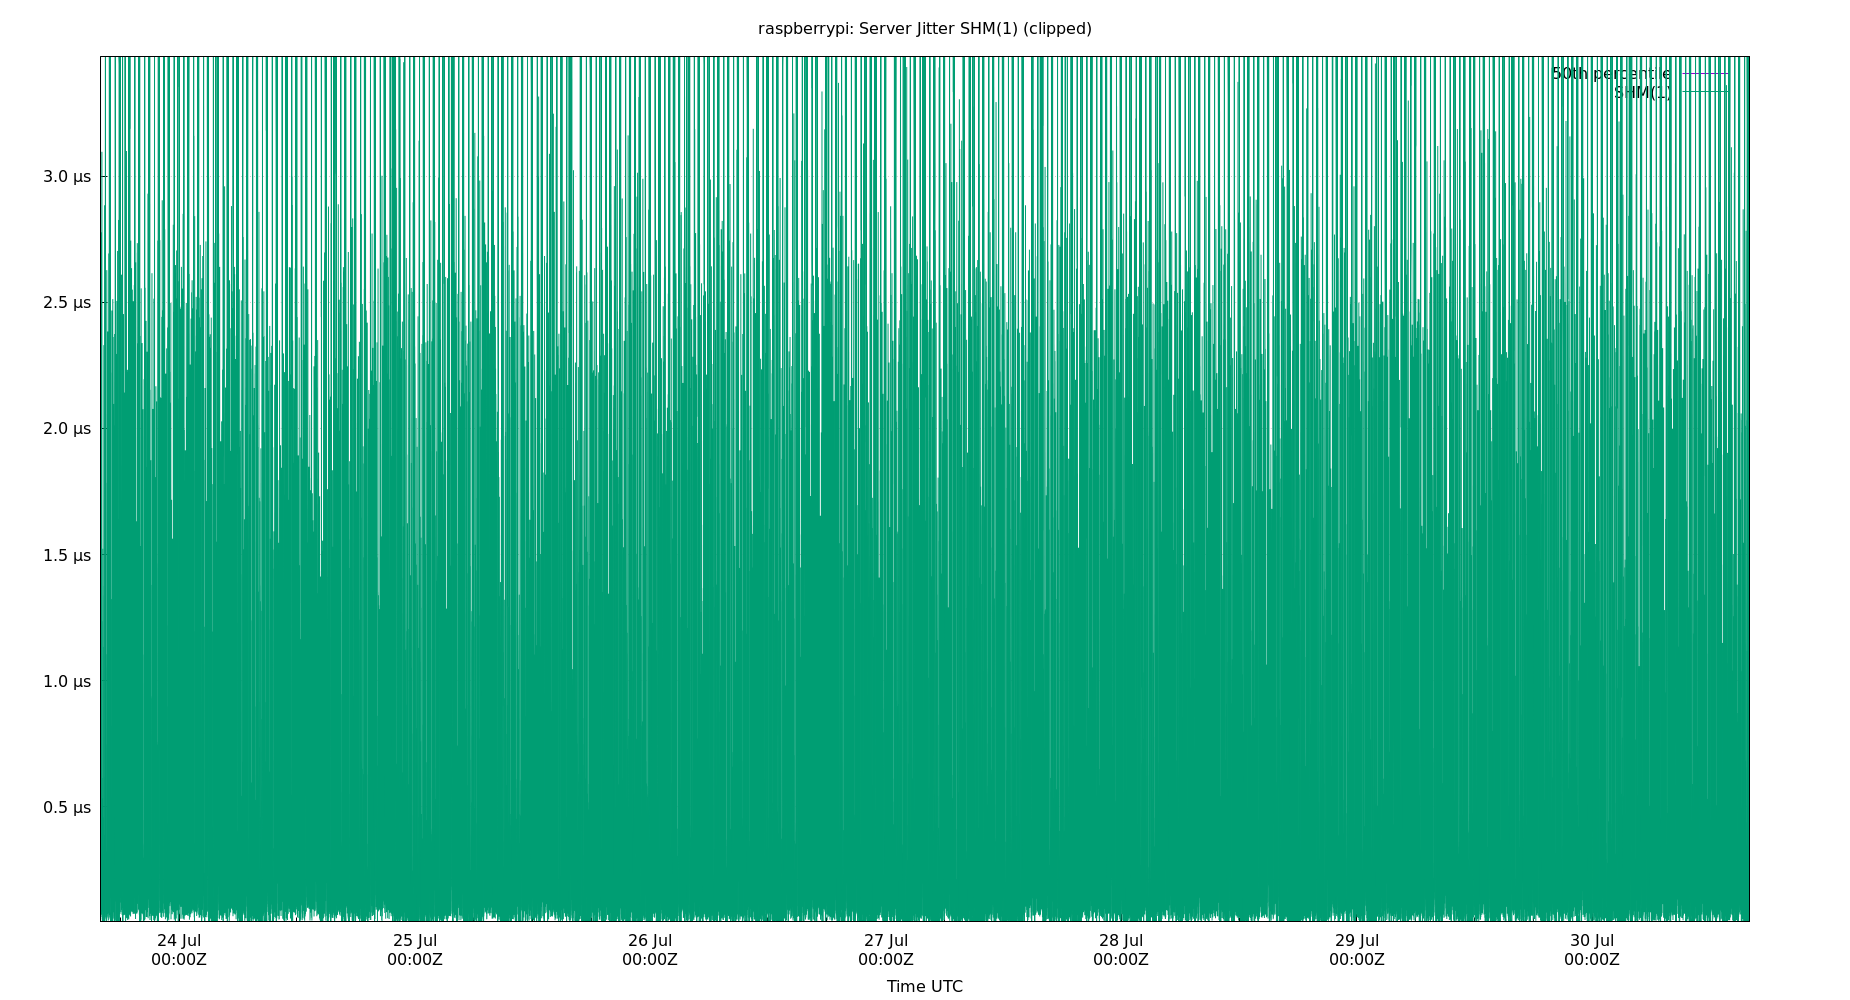 raspberrypi: Server Jitter SHM(1) (clipped)
50th percentile
SHM(1)
3.0 µs
2.5 µs
2.0 µs
1.5 µs
1.0 µs
0.5 µs
24 Jul 25 Jul 26 Jul 27 Jul 28 Jul 29 Jul 30 Jul
00:00Z 00:00Z 00:00Z 00:00Z 00:00Z 00:00Z 00:00Z
Time UTC